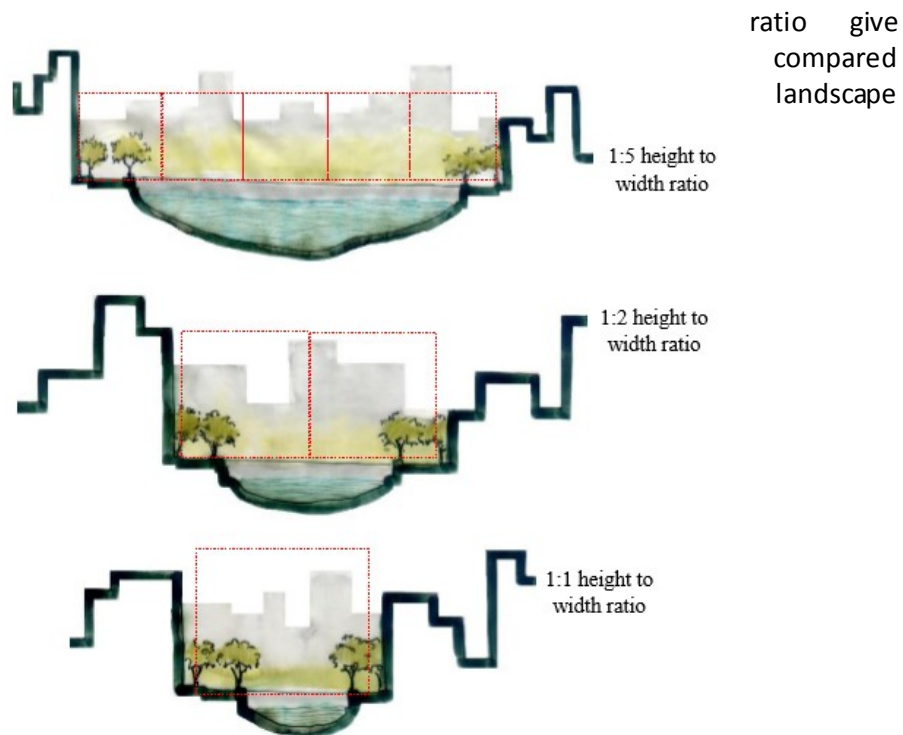 ratio give
compared
landscape
1:5 height to
width ratio
1:2 height to
width ratio
1:1 height to
width ratio